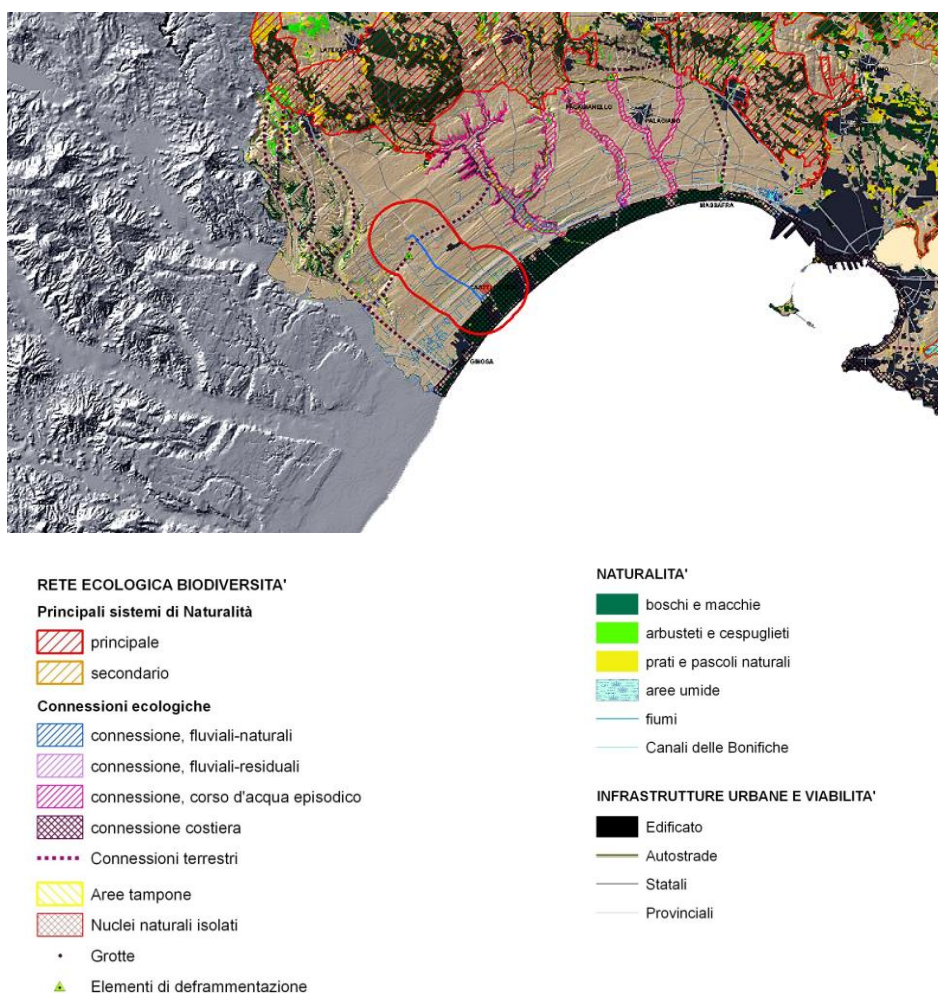 PALAGIANO
MASSAFRA
GINOSA
RETE ECOLOGICA BIODIVERSITA'
Principali sistemi di Naturalità
principale
secondario
Connessioni ecologiche
connessione, fluviali-naturali
connessione, fluviali-residuali
connessione, corso d'acqua episodico
connessione costiera
Connessioni terrestri
Aree tampone
Nuclei naturali isolati
Grotte
Elementi di deframmentazione
NATURALITA'
boschi e macchie
arbusteti e cespuglieti
prati e pascoli naturali
aree umide
fiumi
Canali delle Bonifiche
INFRASTRUTTURE URBANE E VIABILITA'
Edificato
Autostrade
Statali
Provinciali